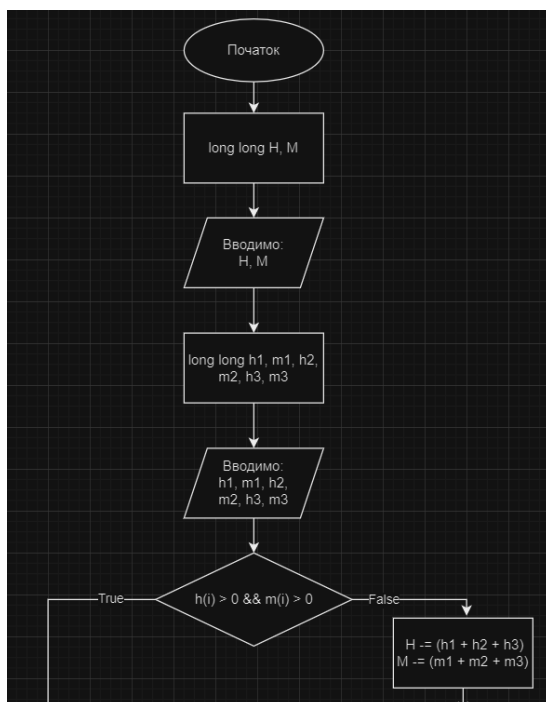 Початок
long long H, M
Вводимо:
H, M
long long h1, m1, h2,
m2, h3, m3
Вводимо:
h1, m1, h2,
m2, h3, m3
True
h(i) > 0 && m(i) > 0
False
H -= (h1 + h2 + h3)
M -= (m1 + m2 + m3)